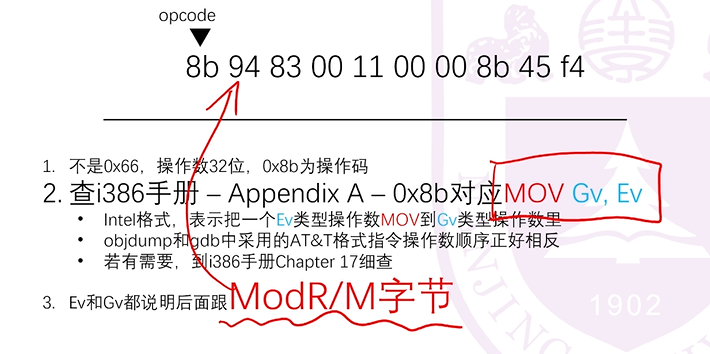 opcode
8b 94 83 00 11 00 00 8b 45 f4
1. 不是0x66，操作数32位，0x8b为操作码
2. 查i386手册 – Appendix A – 0x8b对应MOV Gv, Ev
• Intel格式，表示把一个Ev类型操作数MOV到Gv类型操作数里
• objdump和gdb中采用的AT&T格式指令操作数顺序正好相反
• 若有需要，到i386手册Chapter 17细查
3. Ev和Gv都说明后面跟ModR/M字节
1902